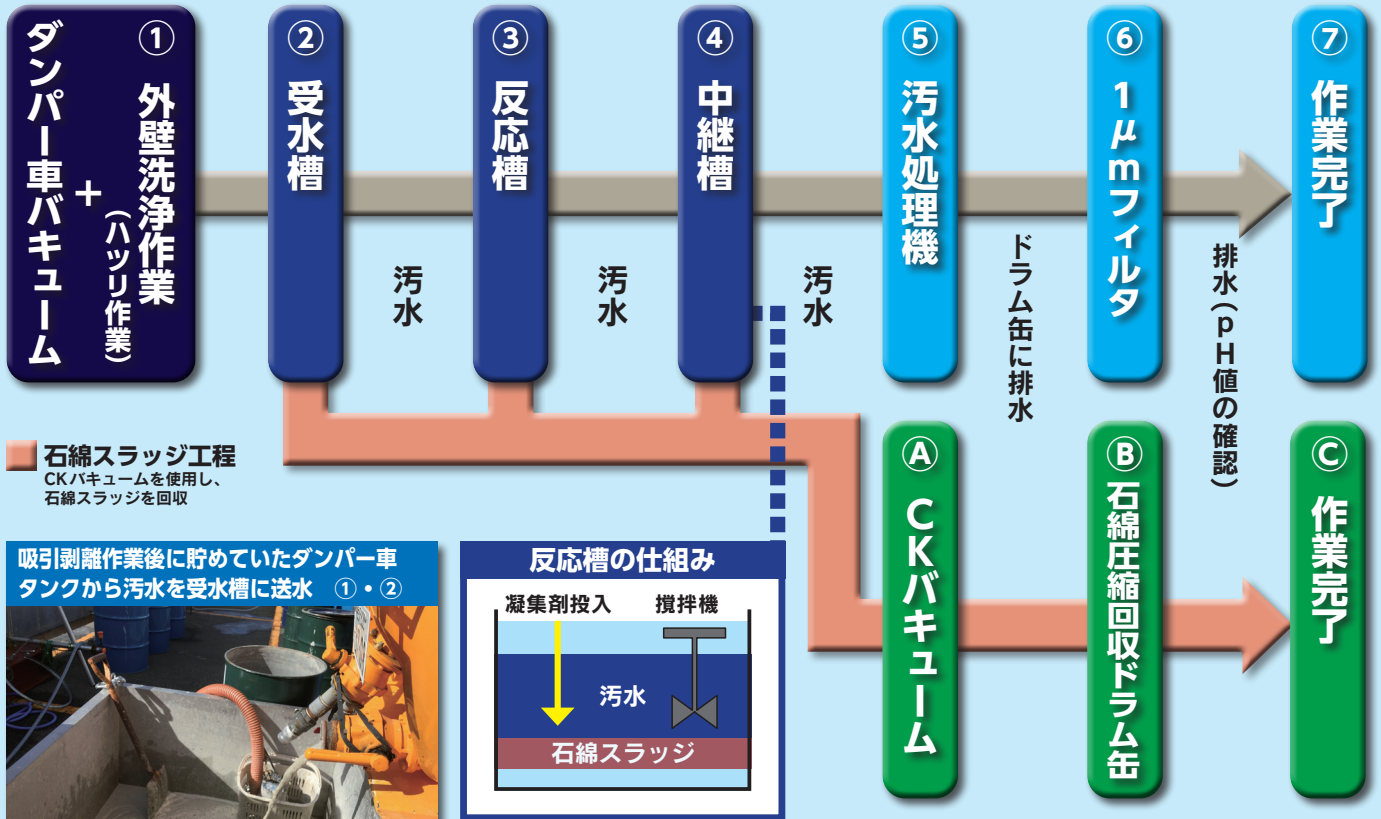 ① 外壁洗浄作業
(ハツリ作業)
+
ダンパー車バキューム
② 受水槽
③ 反応槽
④ 中継槽
⑤ 汚水処理機
⑥ 1μmフィルタ
⑦ 作業完了
汚水
汚水
汚水
ドラム缶に排水
排水(pH値の確認)
石綿スラッジ工程
CKバキュームを使用し、
石綿スラッジを回収
Ⓐ CKバキューム
Ⓑ 石綿圧縮回収ドラム缶
Ⓒ 作業完了
吸引剥離作業後に貯めていたダンパー車
タンクから汚水を受水槽に送水 ①・②
反応槽の仕組み
凝集剤投入
撹拌機
汚水
石綿スラッジ